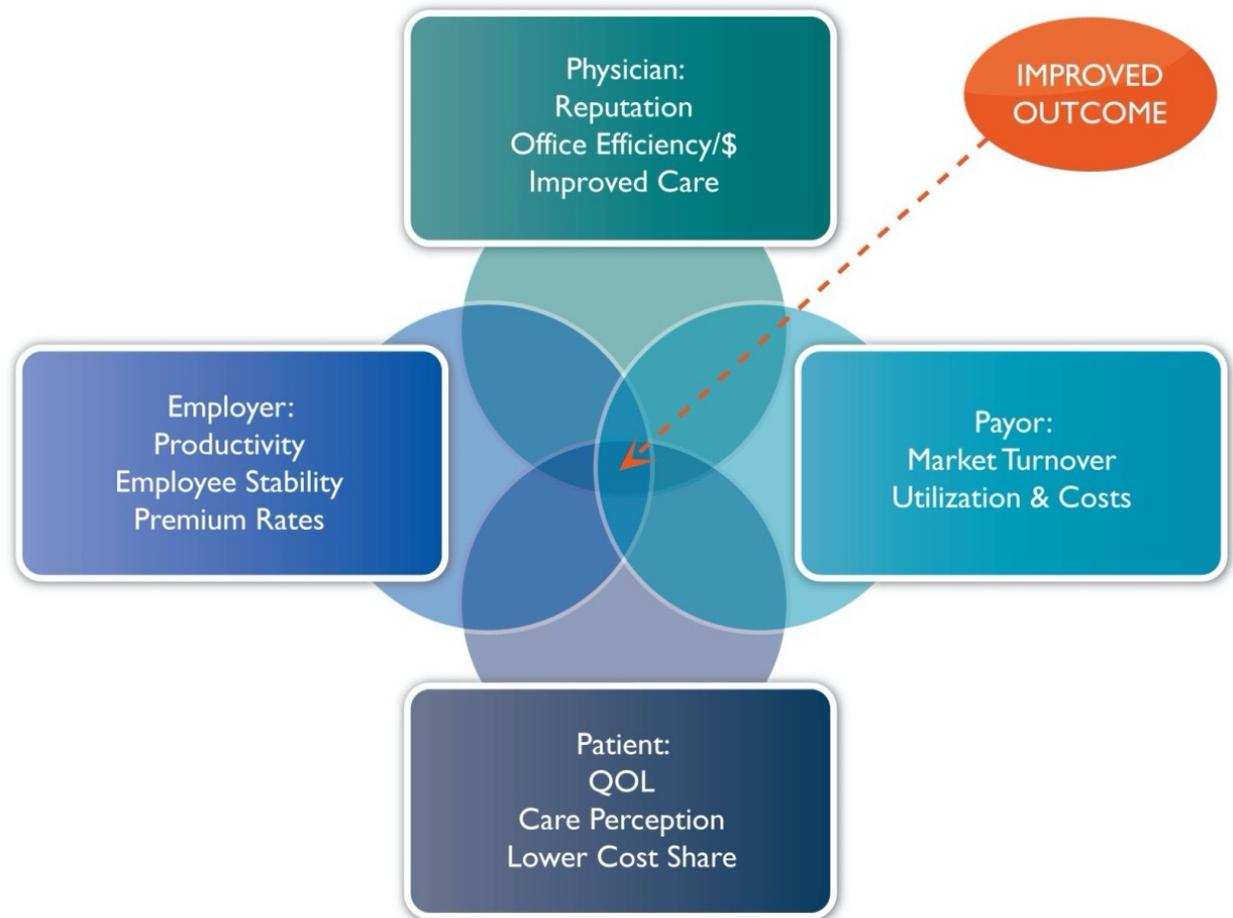 Physician:
Reputation
Office Efficiency/$
Improved Care
IMPROVED
OUTCOME
Employer:
Productivity
Employee Stability
Premium Rates
Payor:
Market Turnover
Utilization & Costs
Patient:
QOL
Care Perception
Lower Cost Share